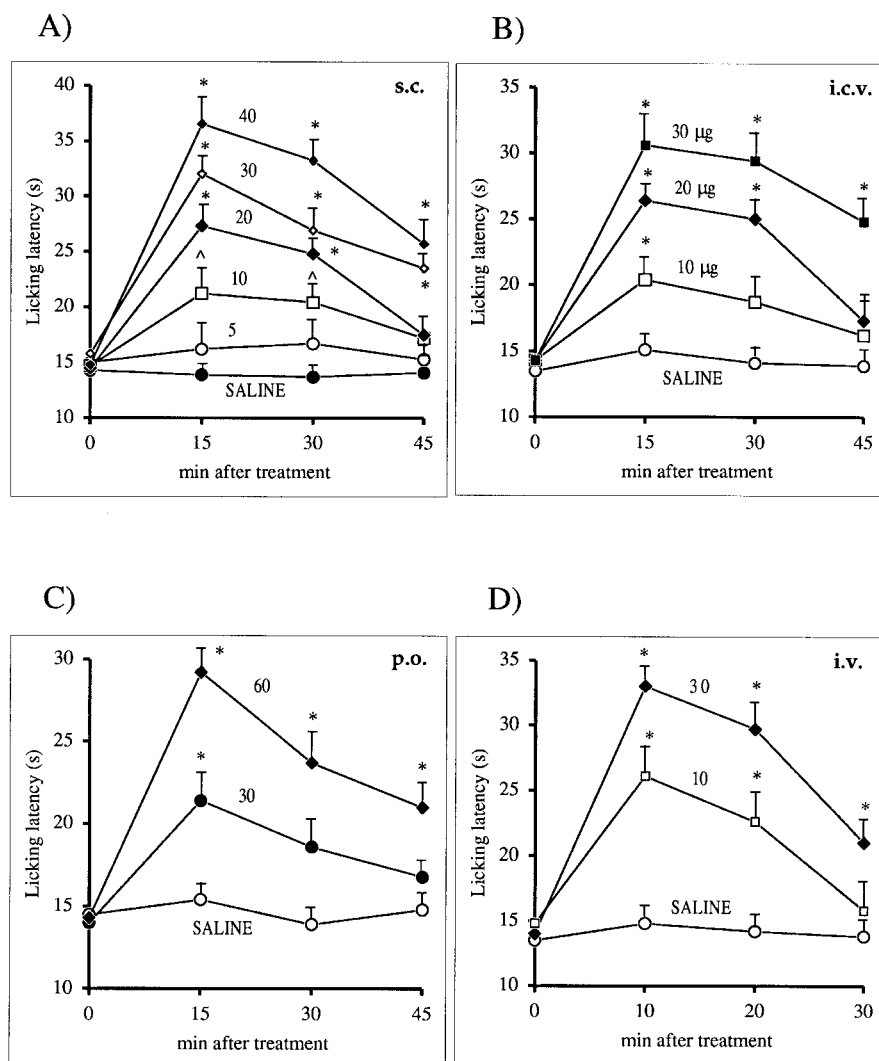 A)
s.c.
40
35
30
25
20
15
10
Licking latency (s)
*
*
*
*
*
^
*
^
*
*
40
30
20
10
5
SALINE
0 15 30 45
min after treatment
B)
i.c.v.
35
30
25
20
15
10
Licking latency (s)
*
*
*
*
*
*
30 µg
20 µg
10 µg
SALINE
0 15 30 45
min after treatment
C)
p.o.
30
25
20
15
10
Licking latency (s)
*
*
*
*
60
30
SALINE
0 15 30 45
min after treatment
D)
i.v.
35
30
25
20
15
10
Licking latency (s)
*
*
*
*
*
30
10
SALINE
0 10 20 30
min after treatment